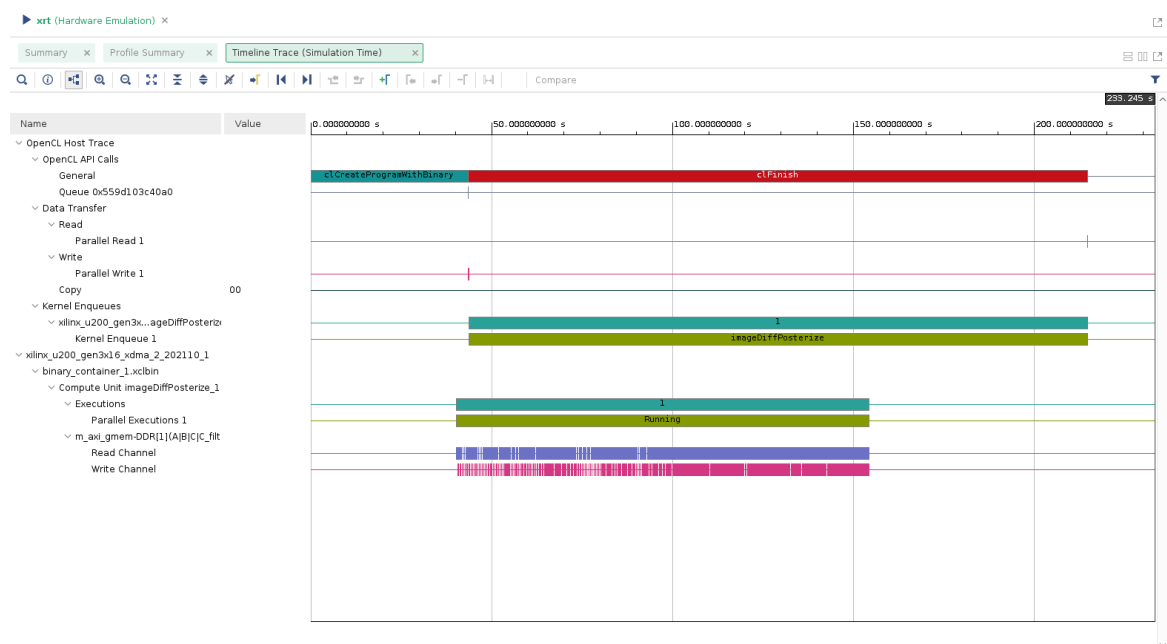 xrt (Hardware Emulation)
Summary Profile Summary Timeline Trace (Simulation Time)
Compare
233.245 s
Name Value 0.000000000 s 50.000000000 s 100.000000000 s 150.000000000 s 200.000000000 s
OpenCL Host Trace
OpenCL API Calls
General clCreateProgramWithBinary clFinish
Queue 0x559d103c40a0
Data Transfer
Read
Parallel Read 1
Write
Parallel Write 1
Copy 00
Kernel Enqueues
xilinx_u200_gen3x...ageDiffPosterize 1
Kernel Enqueue 1 imageDiffPosterize
xilinx_u200_gen3x16_xdma_2_202110_1
binary_container_1.xclbin
Compute Unit imageDiffPosterize_1
Executions 1
Parallel Executions 1 Running
m_axi_gmem-DDR[1](A|B|C|C_filt
Read Channel
Write Channel